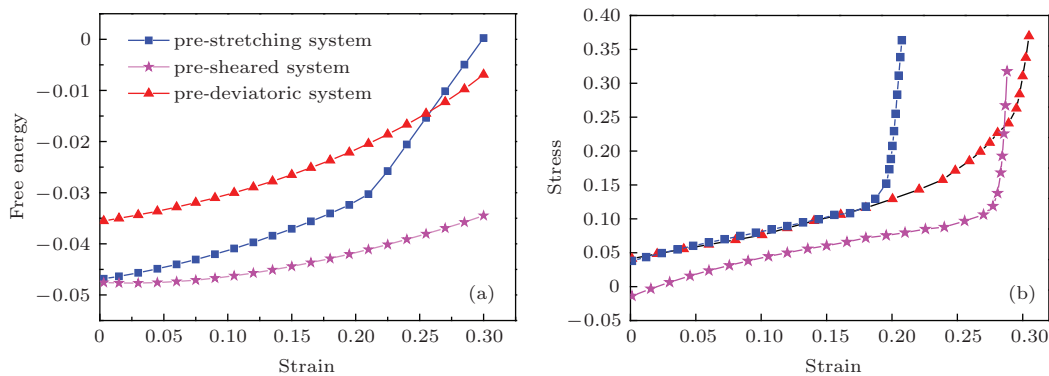 0
−0.01
−0.02
−0.03
−0.04
−0.05
Free energy
pre-stretching system
pre-sheared system
pre-deviatoric system
(a)
0 0.05 0.10 0.15 0.20 0.25 0.30
Strain
0.40
0.35
0.30
0.25
0.20
0.15
0.10
0.05
0
−0.05
Stress
(b)
0 0.05 0.10 0.15 0.20 0.25 0.30
Strain